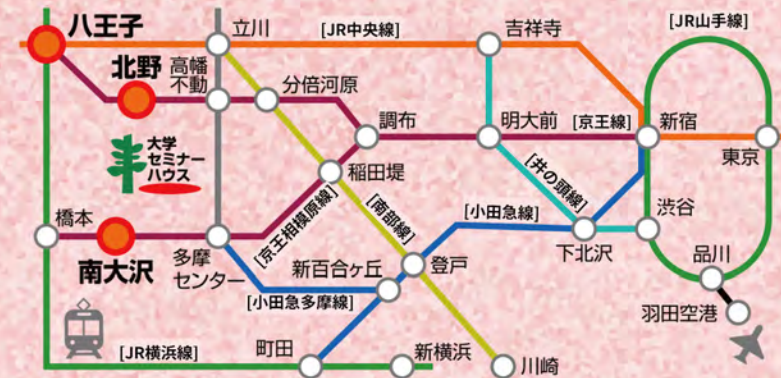 八王子
立川
[JR中央線]
吉祥寺
[JR山手線]
北野
高幡
不動
分倍河原
調布
明大前
[京王線]
新宿
東京
大学
セミナー
ハウス
稲田堤
[井の頭線]
[南部線]
[京王相模原線]
[小田急線]
渋谷
橋本
南大沢
多摩
センター
新百合ヶ丘
登戸
下北沢
品川
[小田急多摩線]
羽田空港
[JR横浜線]
町田
新横浜
川崎